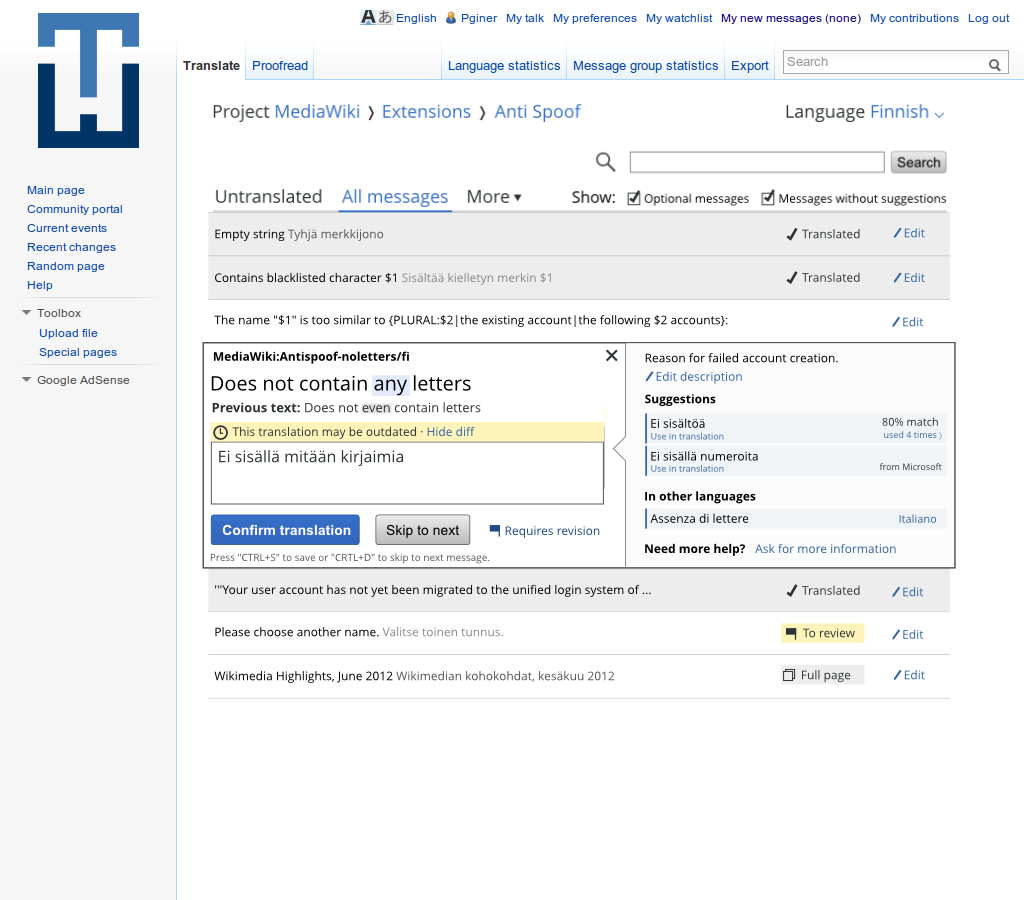 Aあ English Pginer My talk My preferences My watchlist My new messages (none) My contributions Log out
Translate Proofread Language statistics Message group statistics Export Search
Project MediaWiki ❭ Extensions ❭ Anti Spoof Language Finnish
Search
Main page
Community portal
Current events
Recent changes
Random page
Help
Toolbox
Upload file
Special pages
Google AdSense
Untranslated All messages More ▾ Show: Optional messages Messages without suggestions
Empty string Tyhjä merkkijono Translated Edit
Contains blacklisted character $1 Sisältää kielletyn merkin $1 Translated Edit
The name "$1" is too similar to {PLURAL:$2|the existing account|the following $2 accounts}: Edit
MediaWiki:Antispoof-noletters/fi
Does not contain any letters
Previous text: Does not even contain letters
This translation may be outdated · Hide diff
Ei sisällä mitään kirjaimia
Confirm translation Skip to next Requires revision
Press "CTRL+S" to save or "CRTL+D" to skip to next message.
Reason for failed account creation.
Edit description
Suggestions
Ei sisältöä 80% match
Use in translation used 4 times ⟩
Ei sisällä numeroita
Use in translation from Microsoft
In other languages
Assenza di lettere Italiano
Need more help? Ask for more information
'''Your user account has not yet been migrated to the unified login system of ... Translated Edit
Please choose another name. Valitse toinen tunnus. To review Edit
Wikimedia Highlights, June 2012 Wikimedian kohokohdat, kesäkuu 2012 Full page Edit